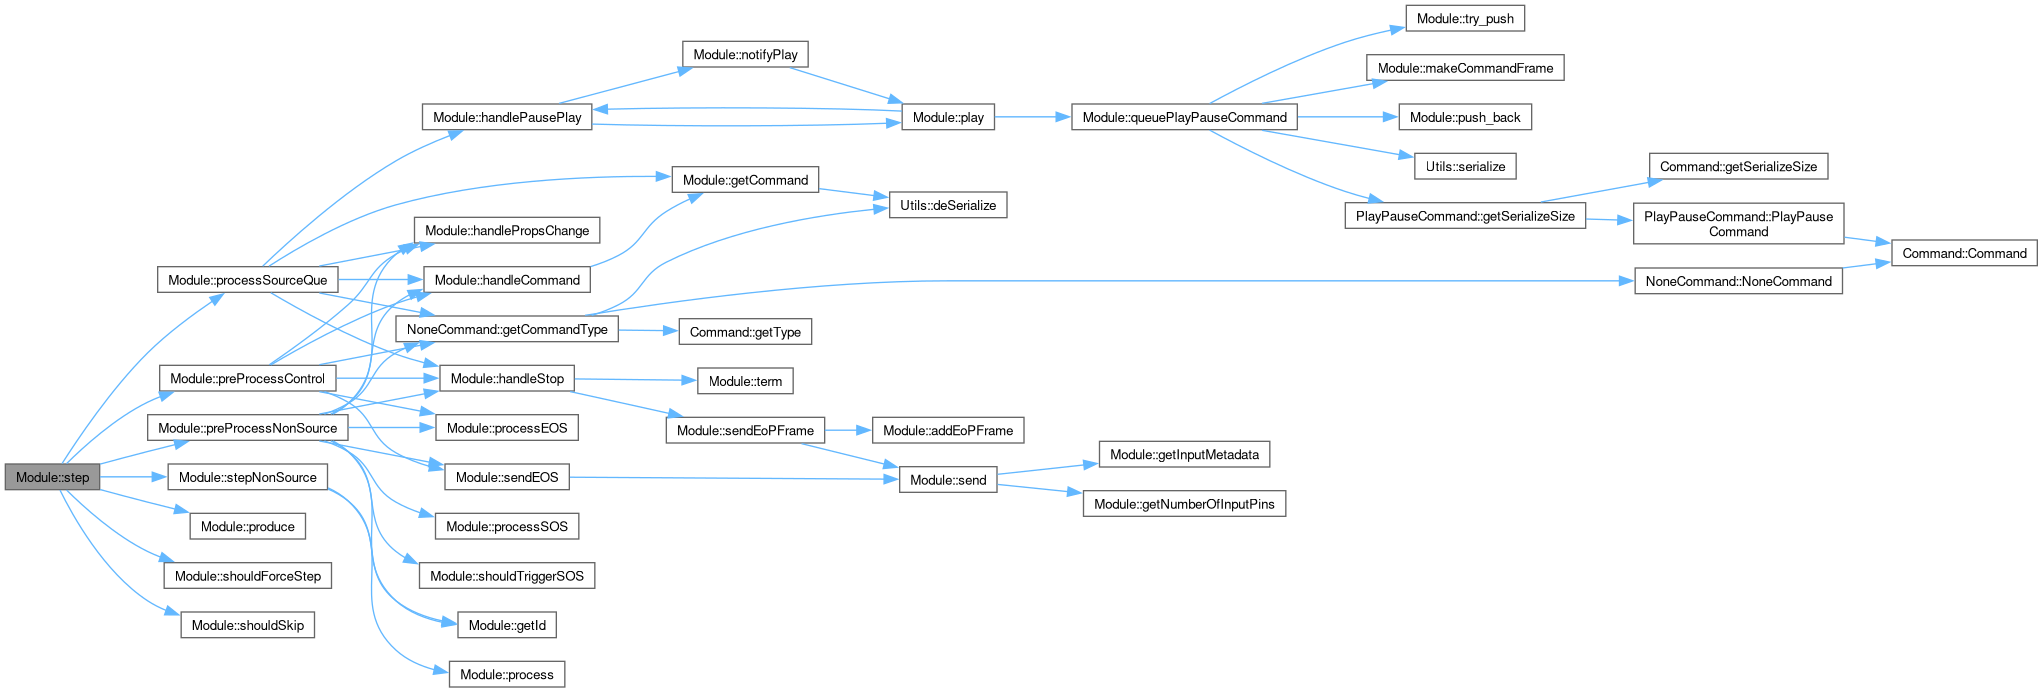 Module::step
Module::processSourceQue
Module::preProcessControl
Module::preProcessNonSource
Module::stepNonSource
Module::produce
Module::shouldForceStep
Module::shouldSkip
Module::handlePausePlay
Module::handlePropsChange
Module::handleCommand
NoneCommand::getCommandType
Module::handleStop
Module::processEOS
Module::sendEOS
Module::processSOS
Module::shouldTriggerSOS
Module::getId
Module::process
Module::notifyPlay
Module::getCommand
Command::getType
Module::term
Module::sendEoPFrame
Module::play
Utils::deSerialize
Module::addEoPFrame
Module::send
Module::queuePlayPauseCommand
Module::getInputMetadata
Module::getNumberOfInputPins
Module::try_push
Module::makeCommandFrame
Module::push_back
Utils::serialize
PlayPauseCommand::getSerializeSize
Command::getSerializeSize
PlayPauseCommand::PlayPause
Command
NoneCommand::NoneCommand
Command::Command